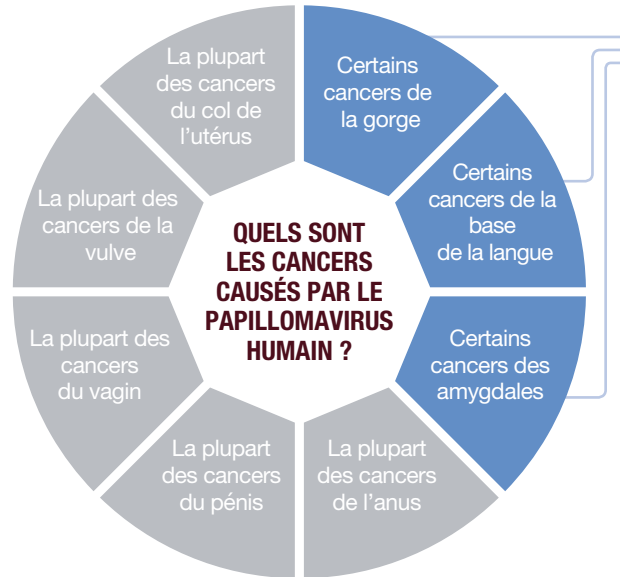 QUELS SONT
LES CANCERS
CAUSÉS PAR LE
PAPILLOMAVIRUS
HUMAIN ?
Certains
cancers de
la gorge
Certains
cancers de la
base
de la langue
Certains
cancers des
amygdales
La plupart
des cancers
de l'anus
La plupart
des cancers
du pénis
La plupart des
cancers
du vagin
La plupart des
cancers de la
vulve
La plupart
des cancers
du col de
l'utérus